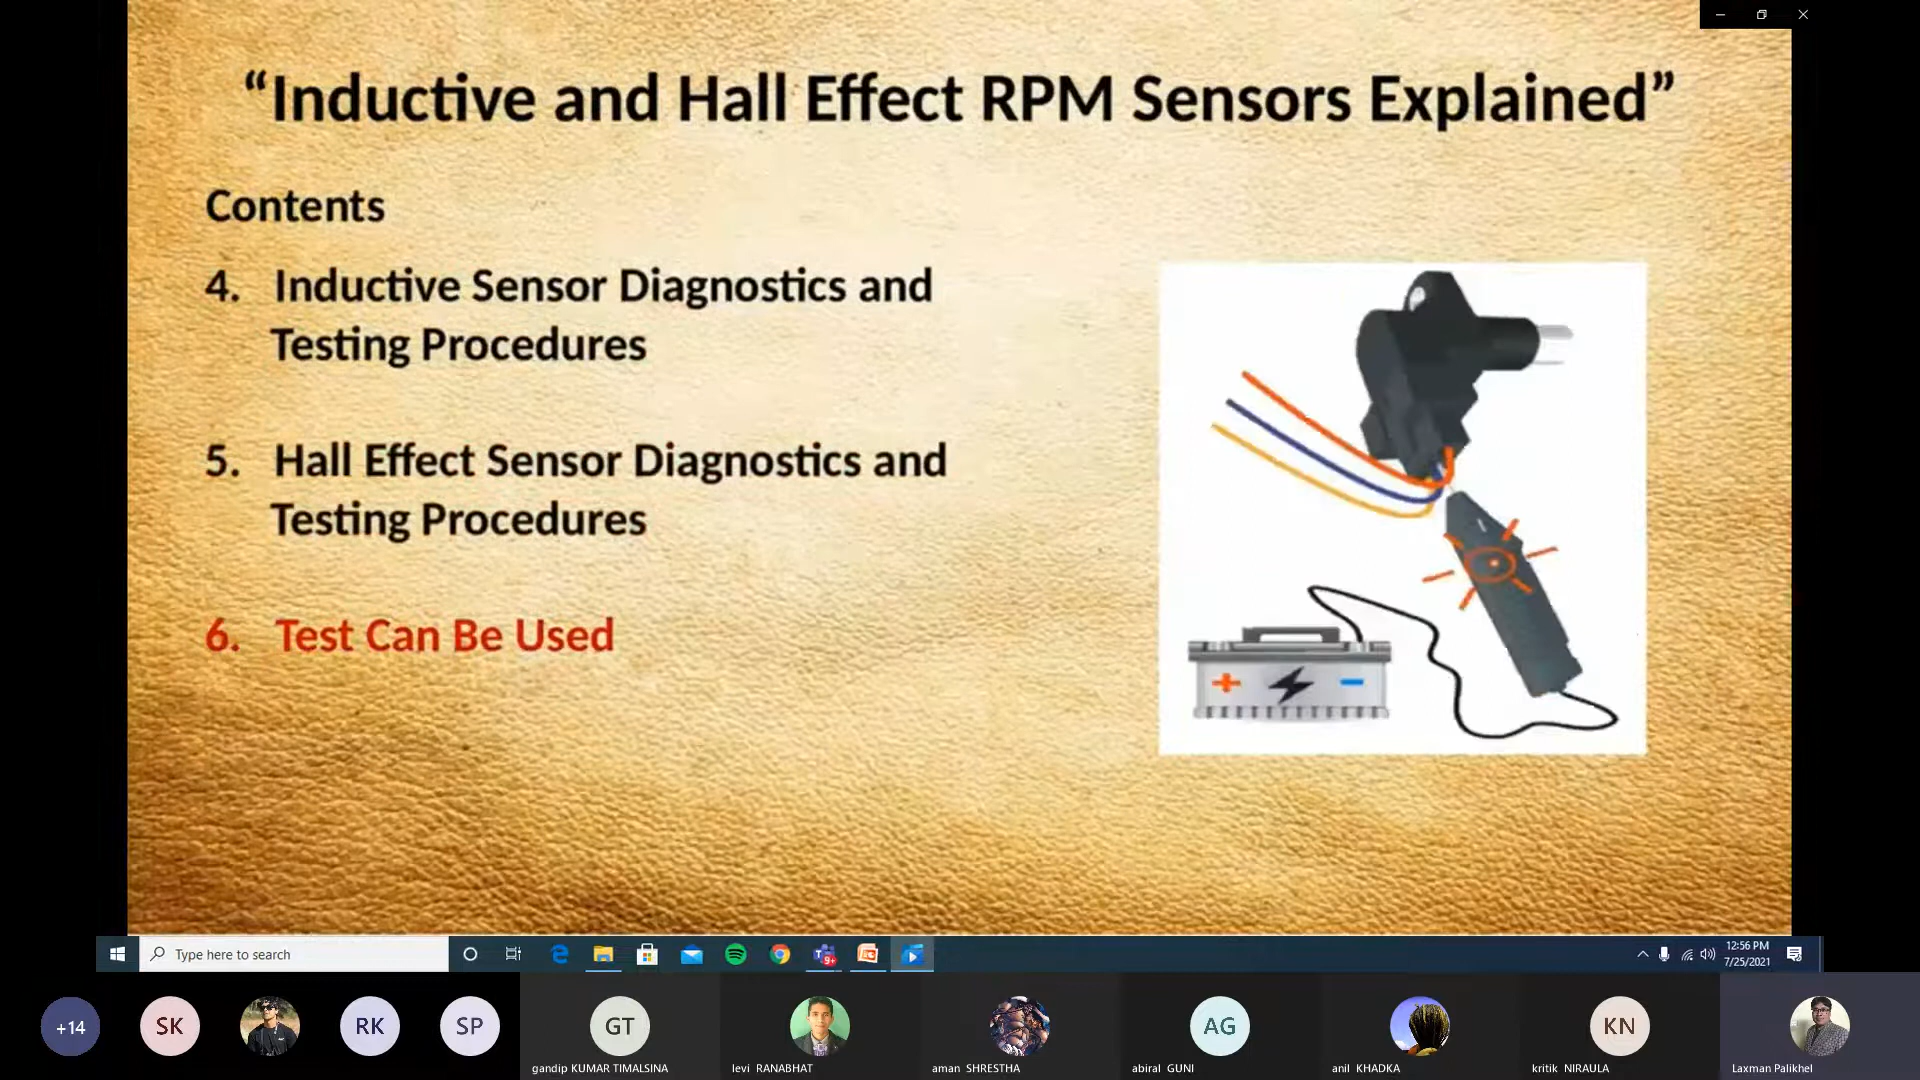 “Inductive and Hall Effect RPM Sensors Explained”
Contents
4. Inductive Sensor Diagnostics and
Testing Procedures
5. Hall Effect Sensor Diagnostics and
Testing Procedures
6. Test Can Be Used
+ -
Type here to search
9+
12:56 PM
7/25/2021
+14
SK
RK
SP
GT
AG
KN
gandip KUMAR TIMALSINA
levi RANABHAT
aman SHRESTHA
abiral GUNI
anil KHADKA
kritik NIRAULA
Laxman Palikhel